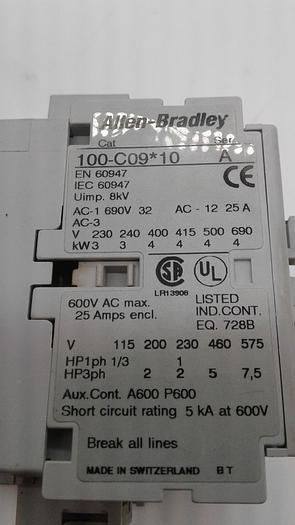 Allen-Bradley
Cat Ser.
100-C09*10 A
EN 60947
IEC 60947
Uimp. 8kV
CE
AC-1 690V 32 AC - 12 25 A
AC-3
V 230 240 400 415 500 690
kW 3 3 4 4 4 4
SA
UL
LR13908
600V AC max.
25 Amps encl.
LISTED
IND.CONT.
EQ. 728B
V 115 200 230 460 575
HP1ph 1/3 1
HP3ph 2 2 5 7,5
Aux.Cont. A600 P600
Short circuit rating 5 kA at 600V
Break all lines
MADE IN SWITZERLAND BT